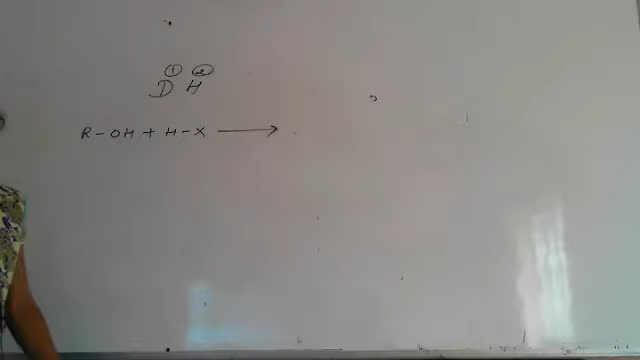 ① ②
D H
R-OH + H-X ⟶